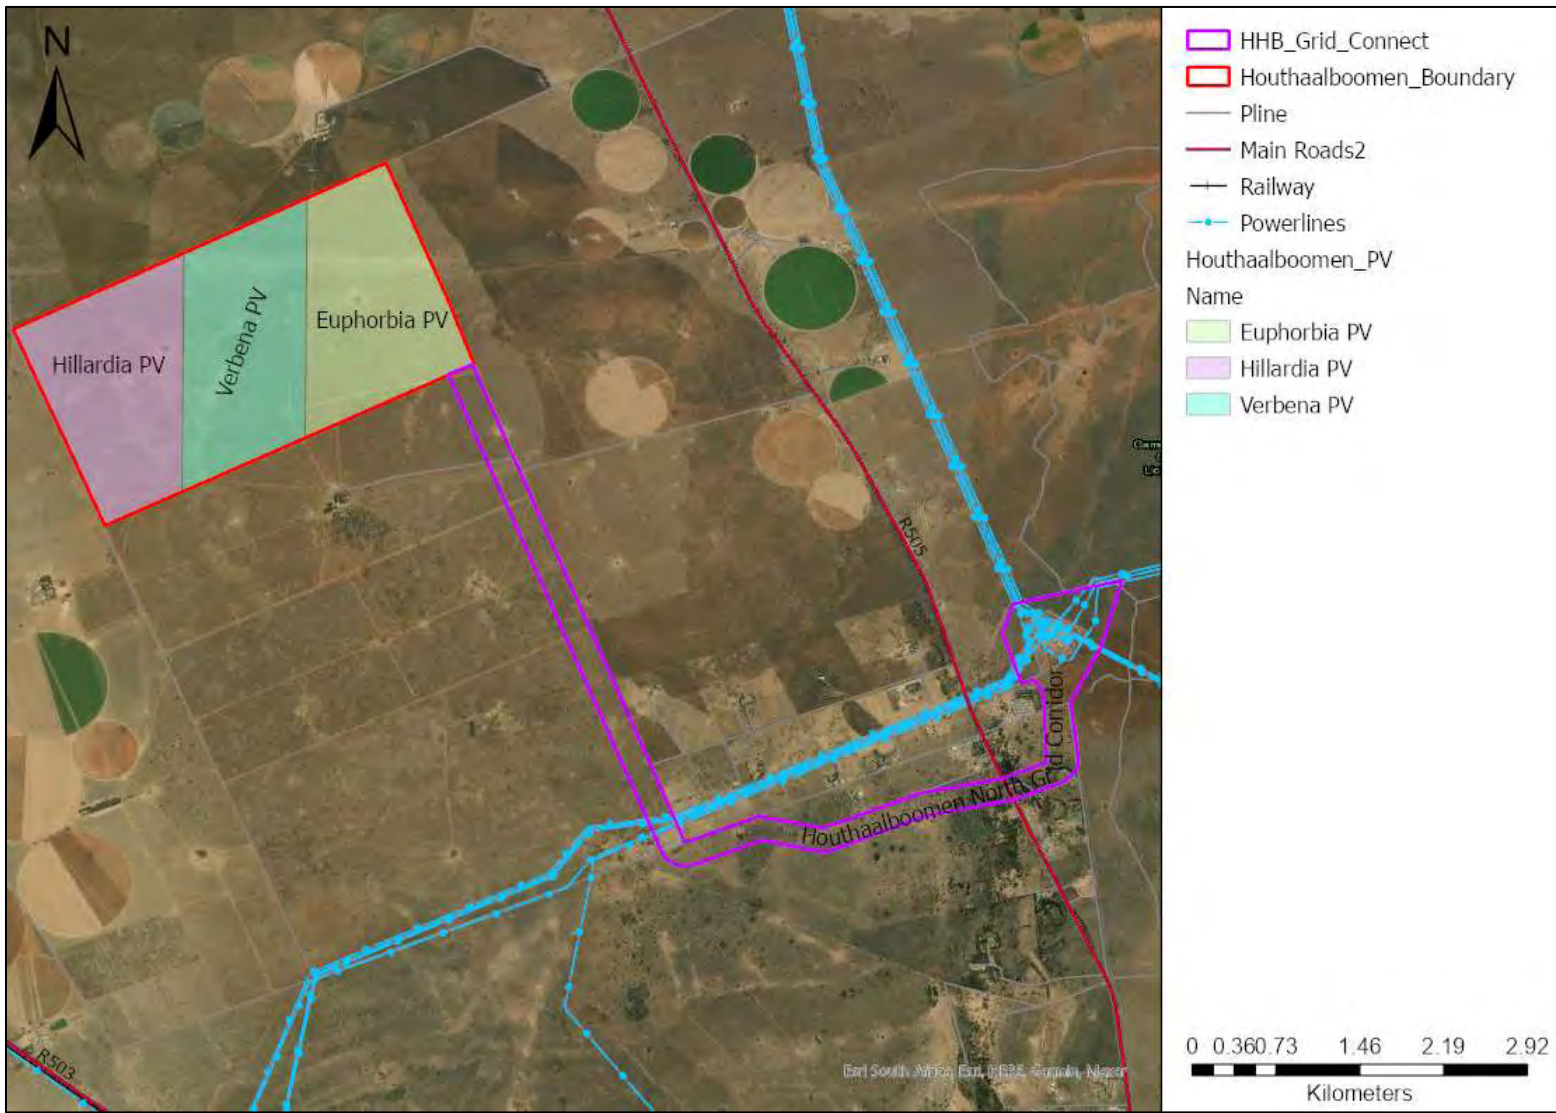 N
Hillardia PV
Verbena PV
Euphorbia PV
R505
Houthaalboomen North Grid Corridor
R503
HHB_Grid_Connect
Houthaalboomen_Boundary
Pline
Main Roads2
Railway
Powerlines
Houthaalboomen_PV
Name
Euphorbia PV
Hillardia PV
Verbena PV
0 0.360.73 1.46 2.19 2.92
Kilometers
Esri South Africa, Esri, HERE, Garmin,